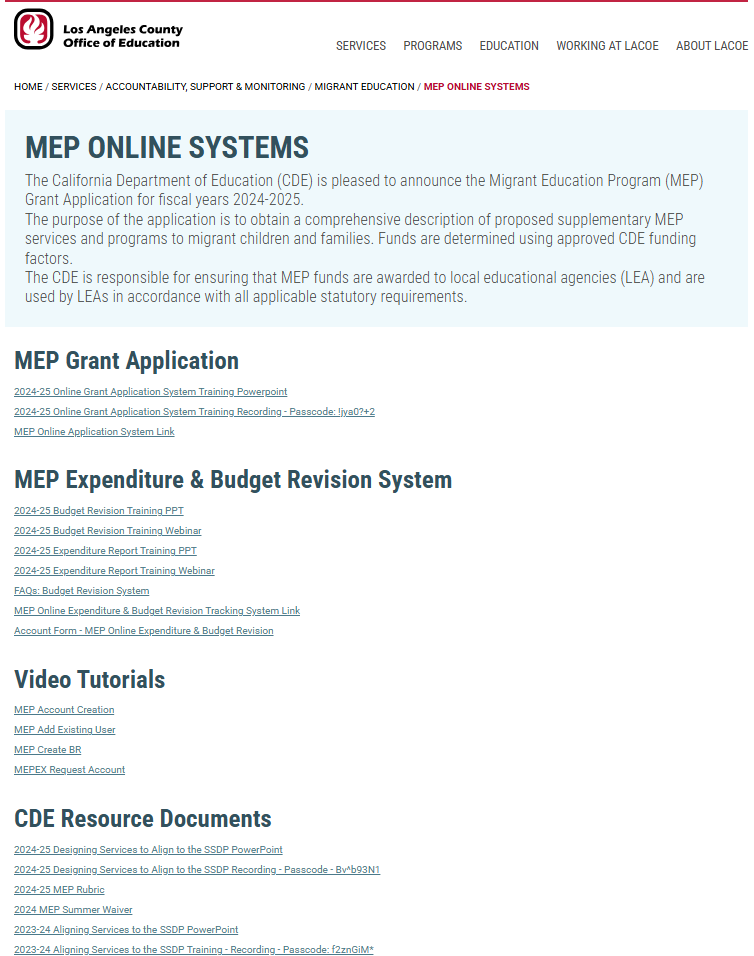 Los Angeles County
Office of Education
SERVICES PROGRAMS EDUCATION WORKING AT LACOE ABOUT LACOE
HOME / SERVICES / ACCOUNTABILITY, SUPPORT & MONITORING / MIGRANT EDUCATION / MEP ONLINE SYSTEMS
MEP ONLINE SYSTEMS
The California Department of Education (CDE) is pleased to announce the Migrant Education Program (MEP)
Grant Application for fiscal years 2024-2025.
The purpose of the application is to obtain a comprehensive description of proposed supplementary MEP
services and programs to migrant children and families. Funds are determined using approved CDE funding
factors.
The CDE is responsible for ensuring that MEP funds are awarded to local educational agencies (LEA) and are
used by LEAs in accordance with all applicable statutory requirements.
MEP Grant Application
2024-25 Online Grant Application System Training Powerpoint
2024-25 Online Grant Application System Training Recording - Passcode: !jya0?+2
MEP Online Application System Link
MEP Expenditure & Budget Revision System
2024-25 Budget Revision Training PPT
2024-25 Budget Revision Training Webinar
2024-25 Expenditure Report Training PPT
2024-25 Expenditure Report Training Webinar
FAQs: Budget Revision System
MEP Online Expenditure & Budget Revision Tracking System Link
Account Form - MEP Online Expenditure & Budget Revision
Video Tutorials
MEP Account Creation
MEP Add Existing User
MEP Create BR
MEPEX Request Account
CDE Resource Documents
2024-25 Designing Services to Align to the SSDP PowerPoint
2024-25 Designing Services to Align to the SSDP Recording - Passcode - Bv^b93N1
2024-25 MEP Rubric
2024 MEP Summer Waiver
2023-24 Aligning Services to the SSDP PowerPoint
2023-24 Aligning Services to the SSDP Training - Recording - Passcode: f2znGiM*